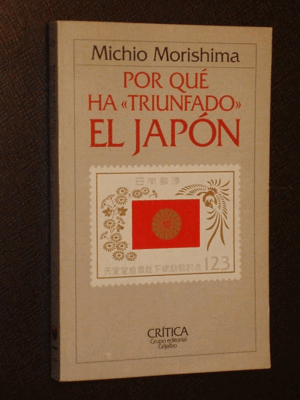 Michio Morishima
POR QUÉ
HA «TRIUNFADO»
EL JAPÓN
日本郵便
123
CRÍTICA
Grupo editorial
Grijalbo